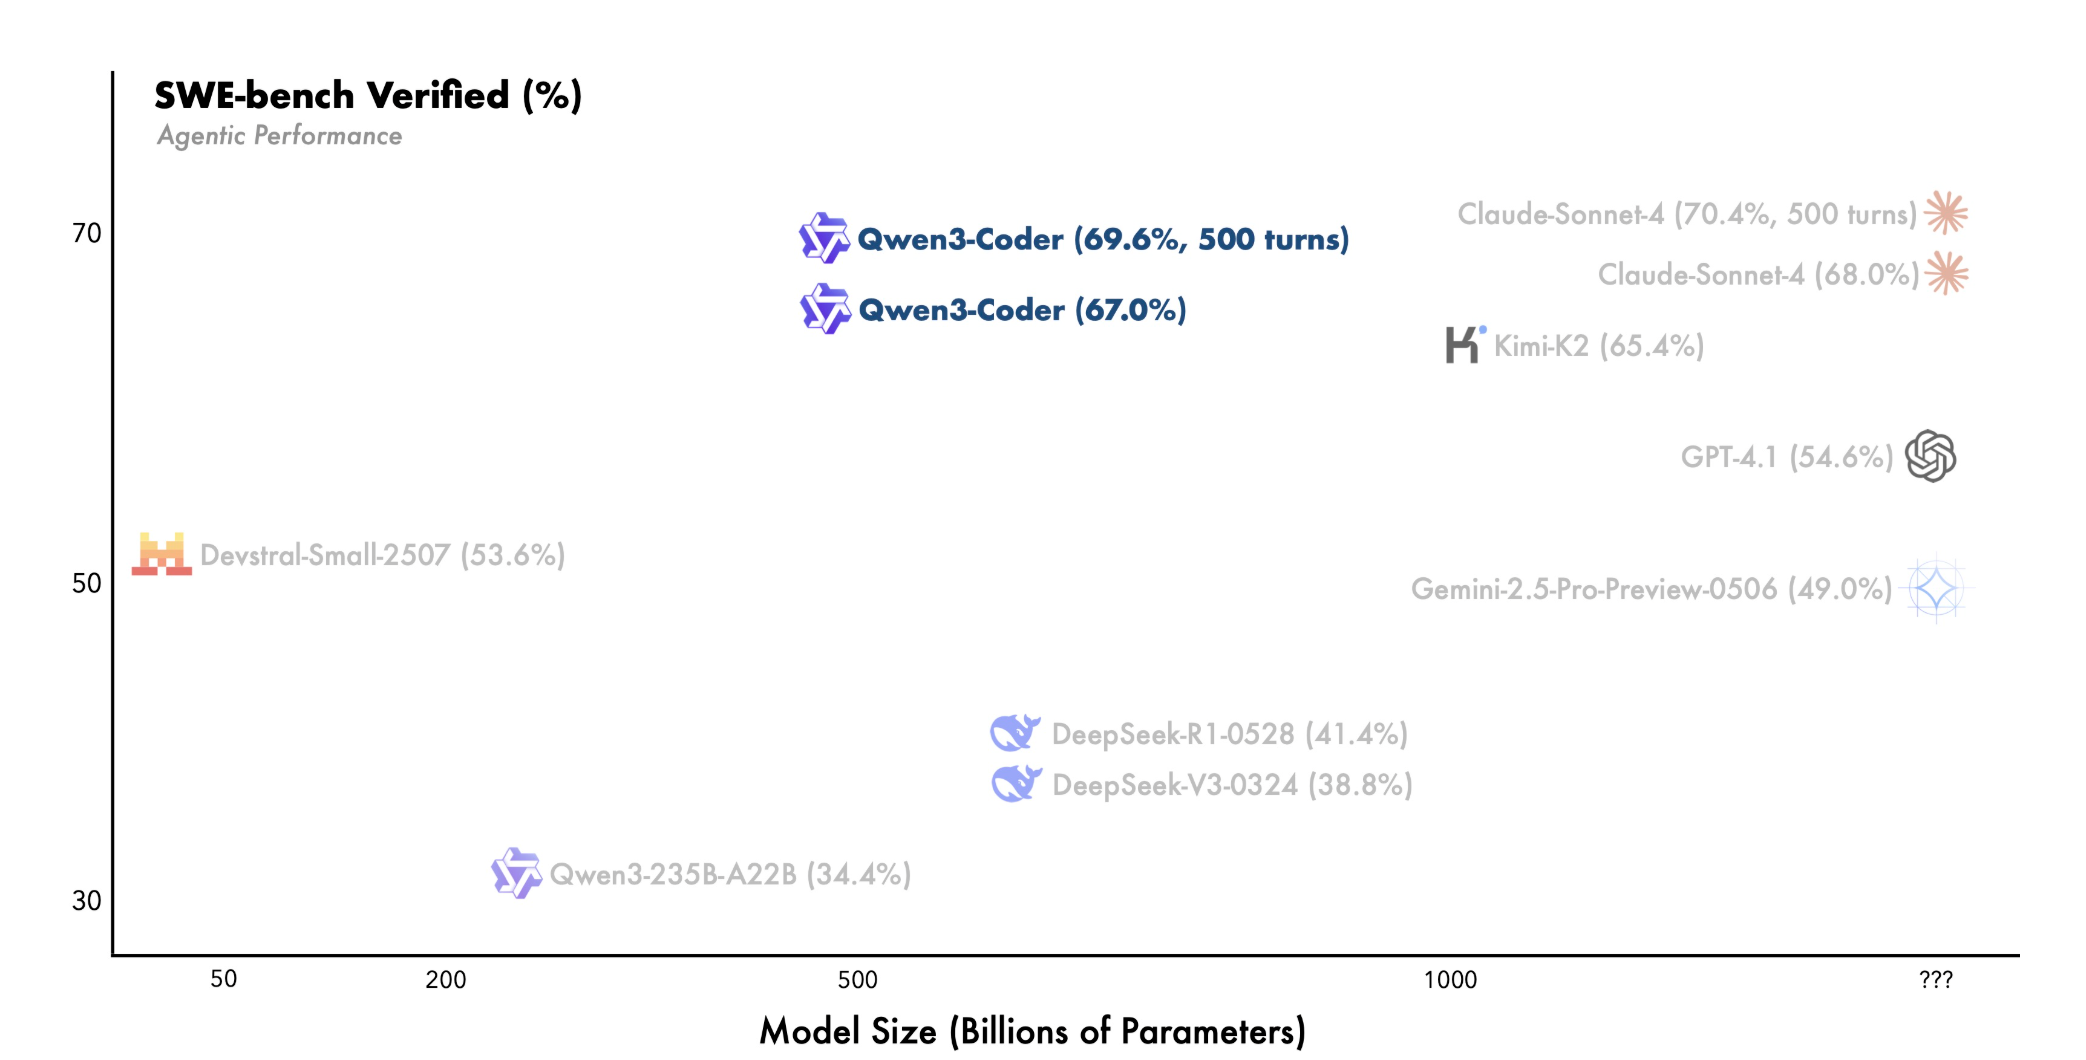 SWE-bench Verified (%)
Agentic Performance
70
Claude-Sonnet-4 (70.4%, 500 turns)
Qwen3-Coder (69.6%, 500 turns)
Claude-Sonnet-4 (68.0%)
Qwen3-Coder (67.0%)
Kimi-K2 (65.4%)
GPT-4.1 (54.6%)
Devstral-Small-2507 (53.6%)
50
Gemini-2.5-Pro-Preview-0506 (49.0%)
DeepSeek-R1-0528 (41.4%)
DeepSeek-V3-0324 (38.8%)
Qwen3-235B-A22B (34.4%)
30
50 200 500 1000 ???
Model Size (Billions of Parameters)